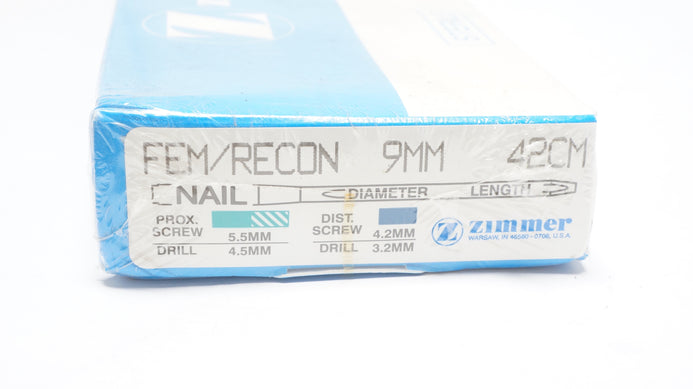 FEM/RECON 9MM 42CM
NAIL DIAMETER LENGTH
PROX. SCREW 5.5MM
DRILL 4.5MM
DIST. SCREW 4.2MM
DRILL 3.2MM
zimmer
WARSAW, IN 46580-0708, U.S.A.